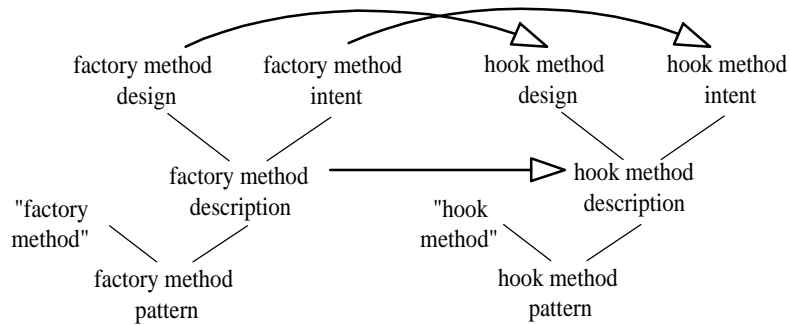 factory method
design
factory method
intent
hook method
design
hook method
intent
factory method
description
hook method
description
"factory
method"
"hook
method"
factory method
pattern
hook method
pattern